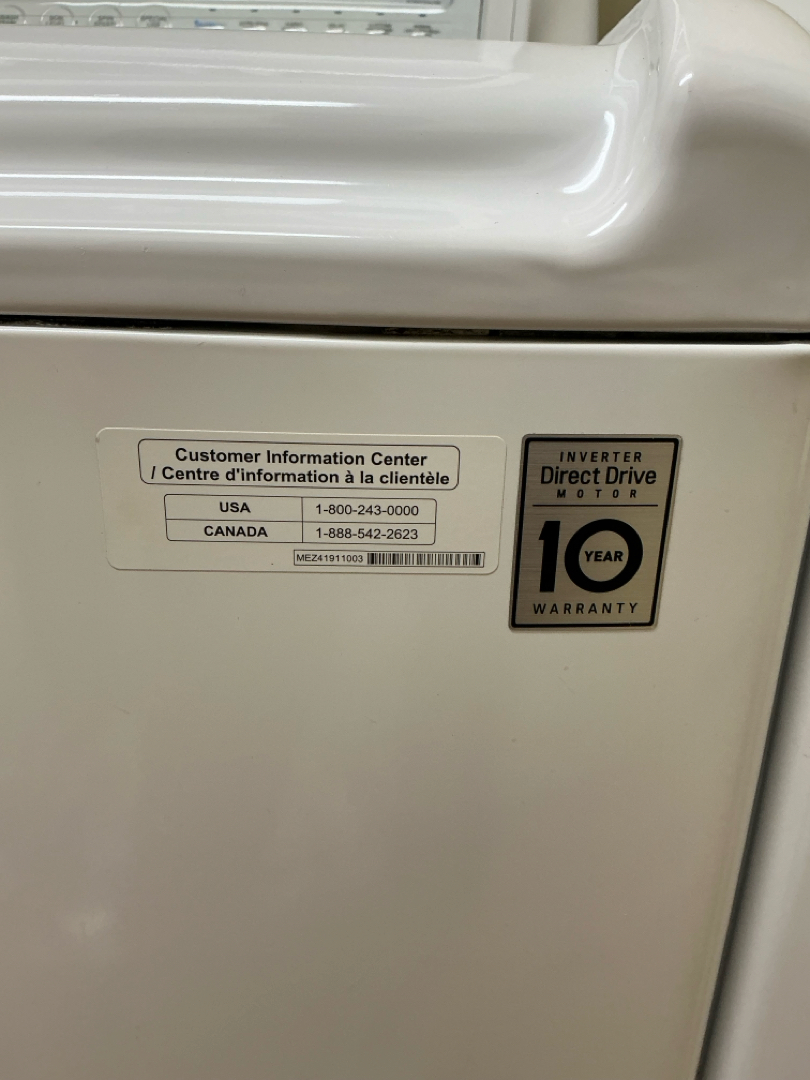 Customer Information Center
/ Centre d'information à la clientèle
USA 1-800-243-0000
CANADA 1-888-542-2623
MEZ41911003
INVERTER
Direct Drive
MOTOR
10 YEAR
WARRANTY